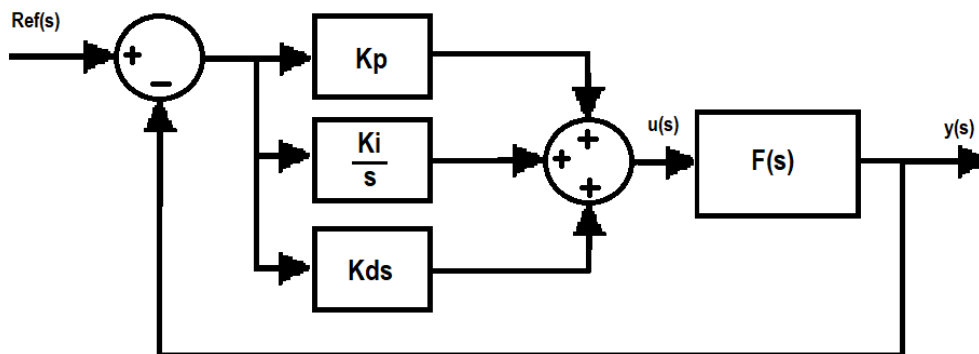 Ref(s)
+
−
Kp
Ki
s
Kds
+
+
+
u(s)
F(s)
y(s)